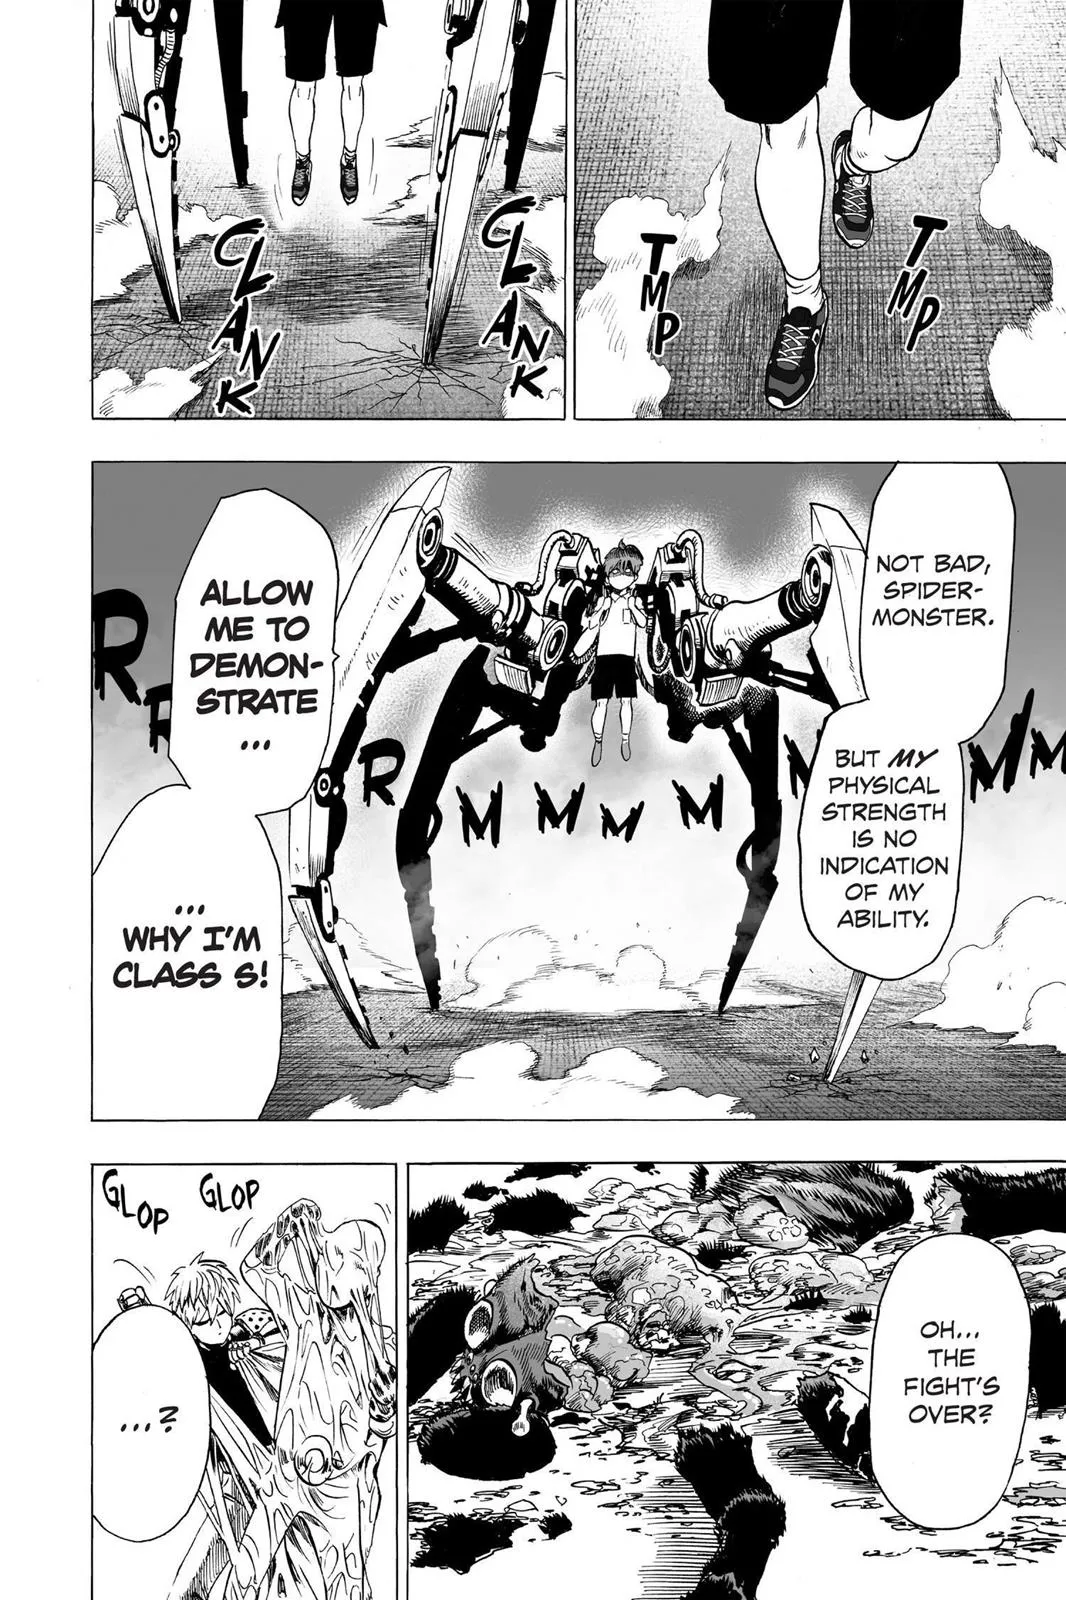 TMP
TMP
CLANK
CLANK
NOT BAD,
SPIDER-
MONSTER.
BUT MY
PHYSICAL
STRENGTH
IS NO
INDICATION
OF MY
ABILITY.
ALLOW
ME TO
DEMON-
STRATE
...
...
WHY I'M
CLASS S!
OH...
THE
FIGHT'S
OVER?
GLOP
GLOP
...?